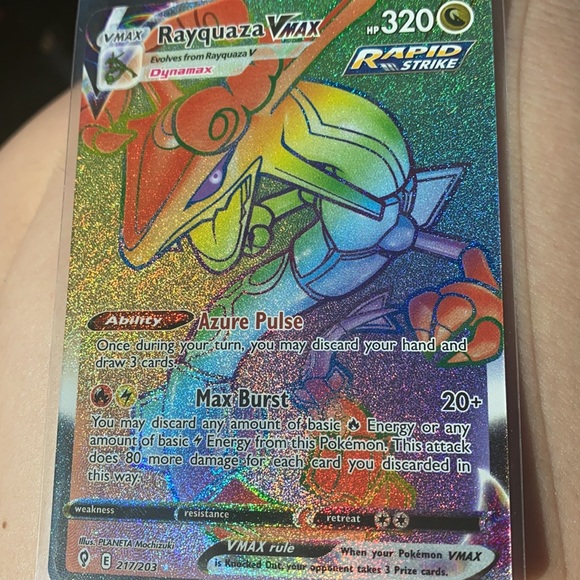 VMAX Rayquaza VMAX HP 320
Evolves from Rayquaza V
Dynamax
RAPID
STRIKE
Ability Azure Pulse
Once during your turn, you may discard your hand and
draw 3 cards.
Max Burst 20+
You may discard any amount of basic Energy or any
amount of basic Energy from this Pokémon. This attack
does 80 more damage for each card you discarded in
this way.
weakness resistance retreat
Illus. PLANETA Mochizuki
E 217/203
VMAX rule When your Pokémon VMAX
is Knocked Out, your opponent takes 3 Prize cards.